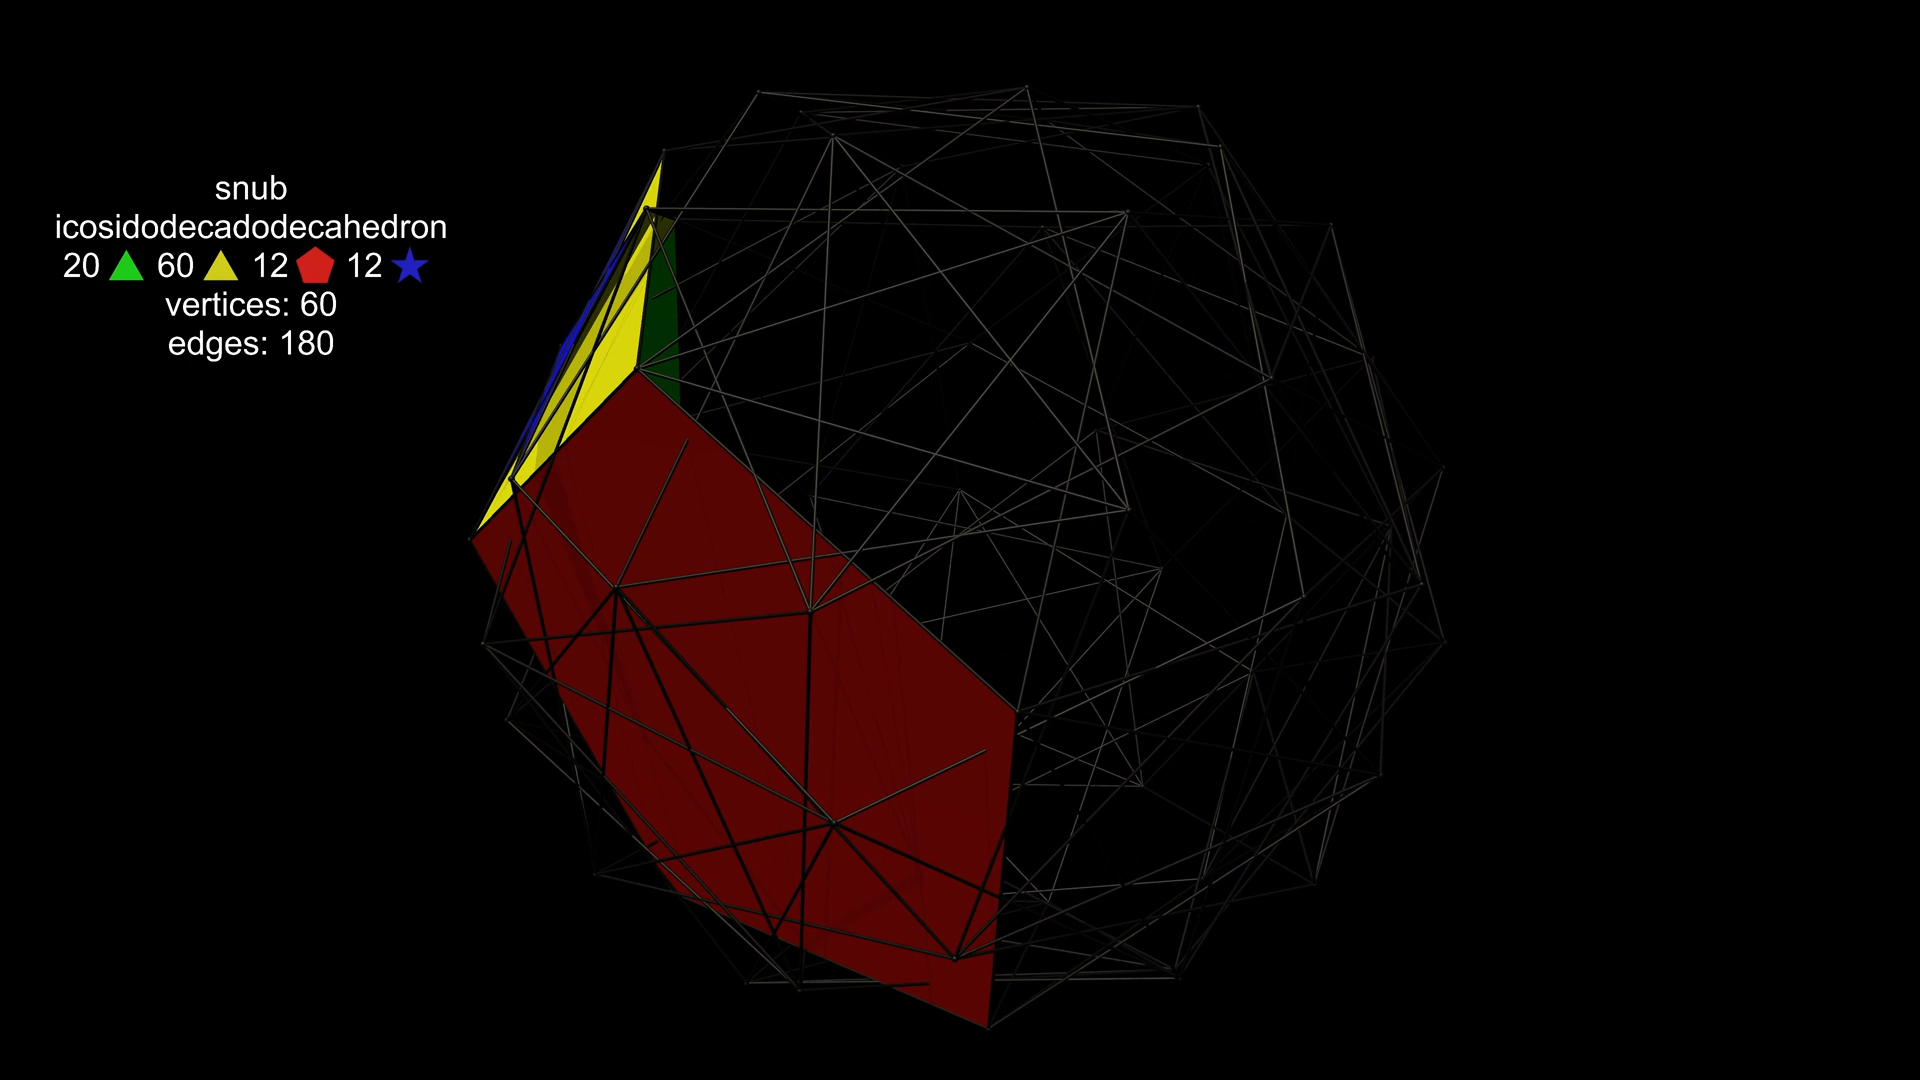 snub
icosidodecadodecahedron
20 60 12 12
vertices: 60
edges: 180